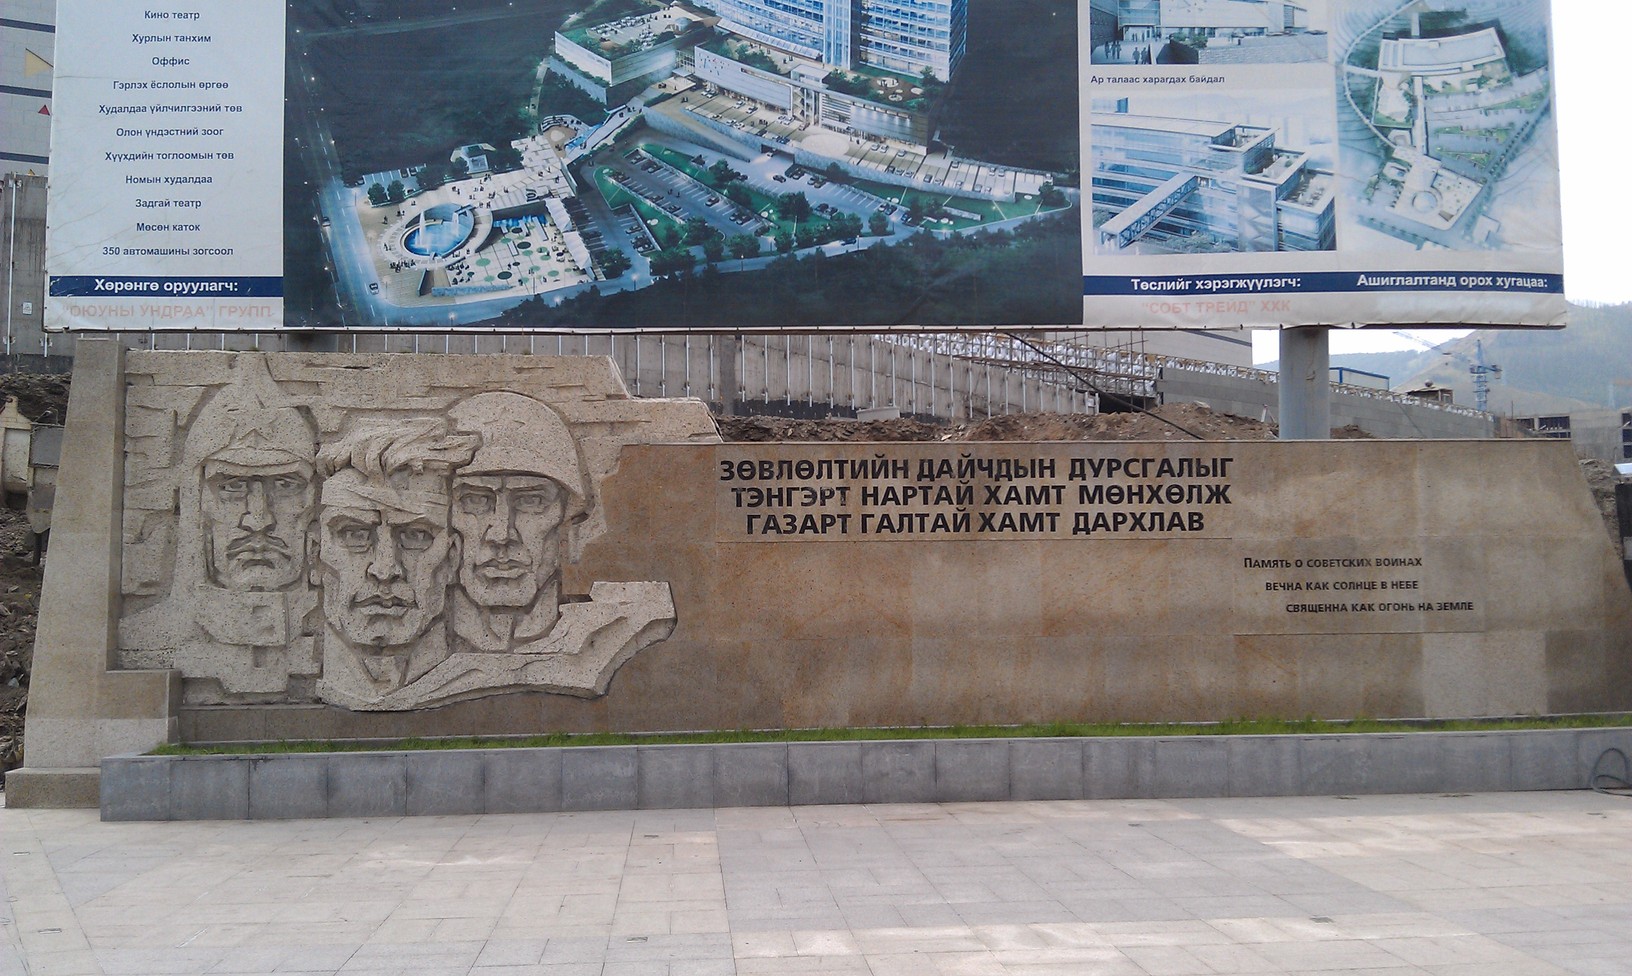 Кино театр
Хурлын танхим
Оффис
Гэрлэх ёслолын өргөө
Худалдаа үйлчилгээний төв
Олон үндэстний зоог
Хүүхдийн тоглоомын төв
Номын худалдаа
Задгай театр
Мөсөн каток
350 автомашины зогсоол
Хөрөнгө оруулагч:
"ОЮУНЫ УНДРАА" ГРУПП
Ар талаас харагдах байдал
Төслийг хэрэгжүүлэгч:
"СОБТ ТРЕЙД" ХХК
Ашиглалтанд орох хугацаа:
ЗӨВЛӨЛТИЙН ДАЙЧДЫН ДУРСГАЛЫГ
ТЭНГЭРТ НАРТАЙ ХАМТ МӨНХӨЛЖ
ГАЗАРТ ГАЛТАЙ ХАМТ ДАРХЛАВ
ПАМЯТЬ О СОВЕТСКИХ ВОИНАХ
ВЕЧНА КАК СОЛНЦЕ В НЕБЕ
СВЯЩЕННА КАК ОГОНЬ НА ЗЕМЛЕ